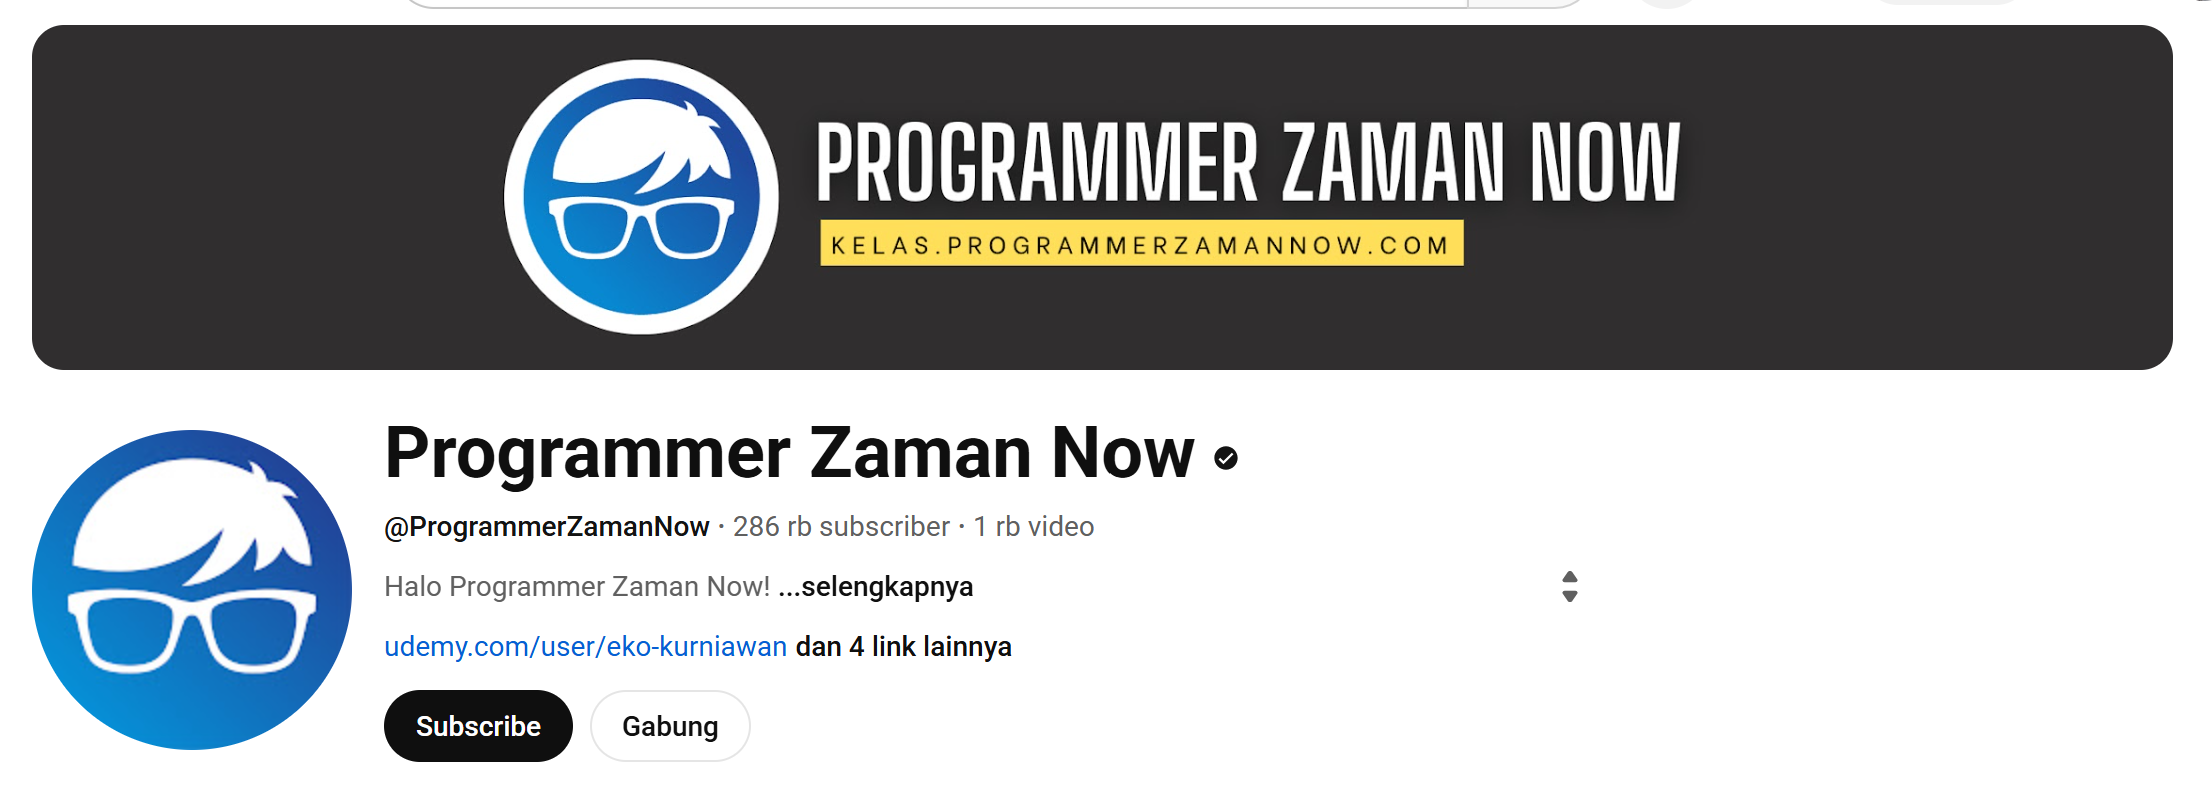 PROGRAMMER ZAMAN NOW
KELAS.PROGRAMMERZAMANNOW.COM
Programmer Zaman Now
@ProgrammerZamanNow · 286 rb subscriber · 1 rb video
Halo Programmer Zaman Now! ...selengkapnya
udemy.com/user/eko-kurniawan dan 4 link lainnya
Subscribe Gabung